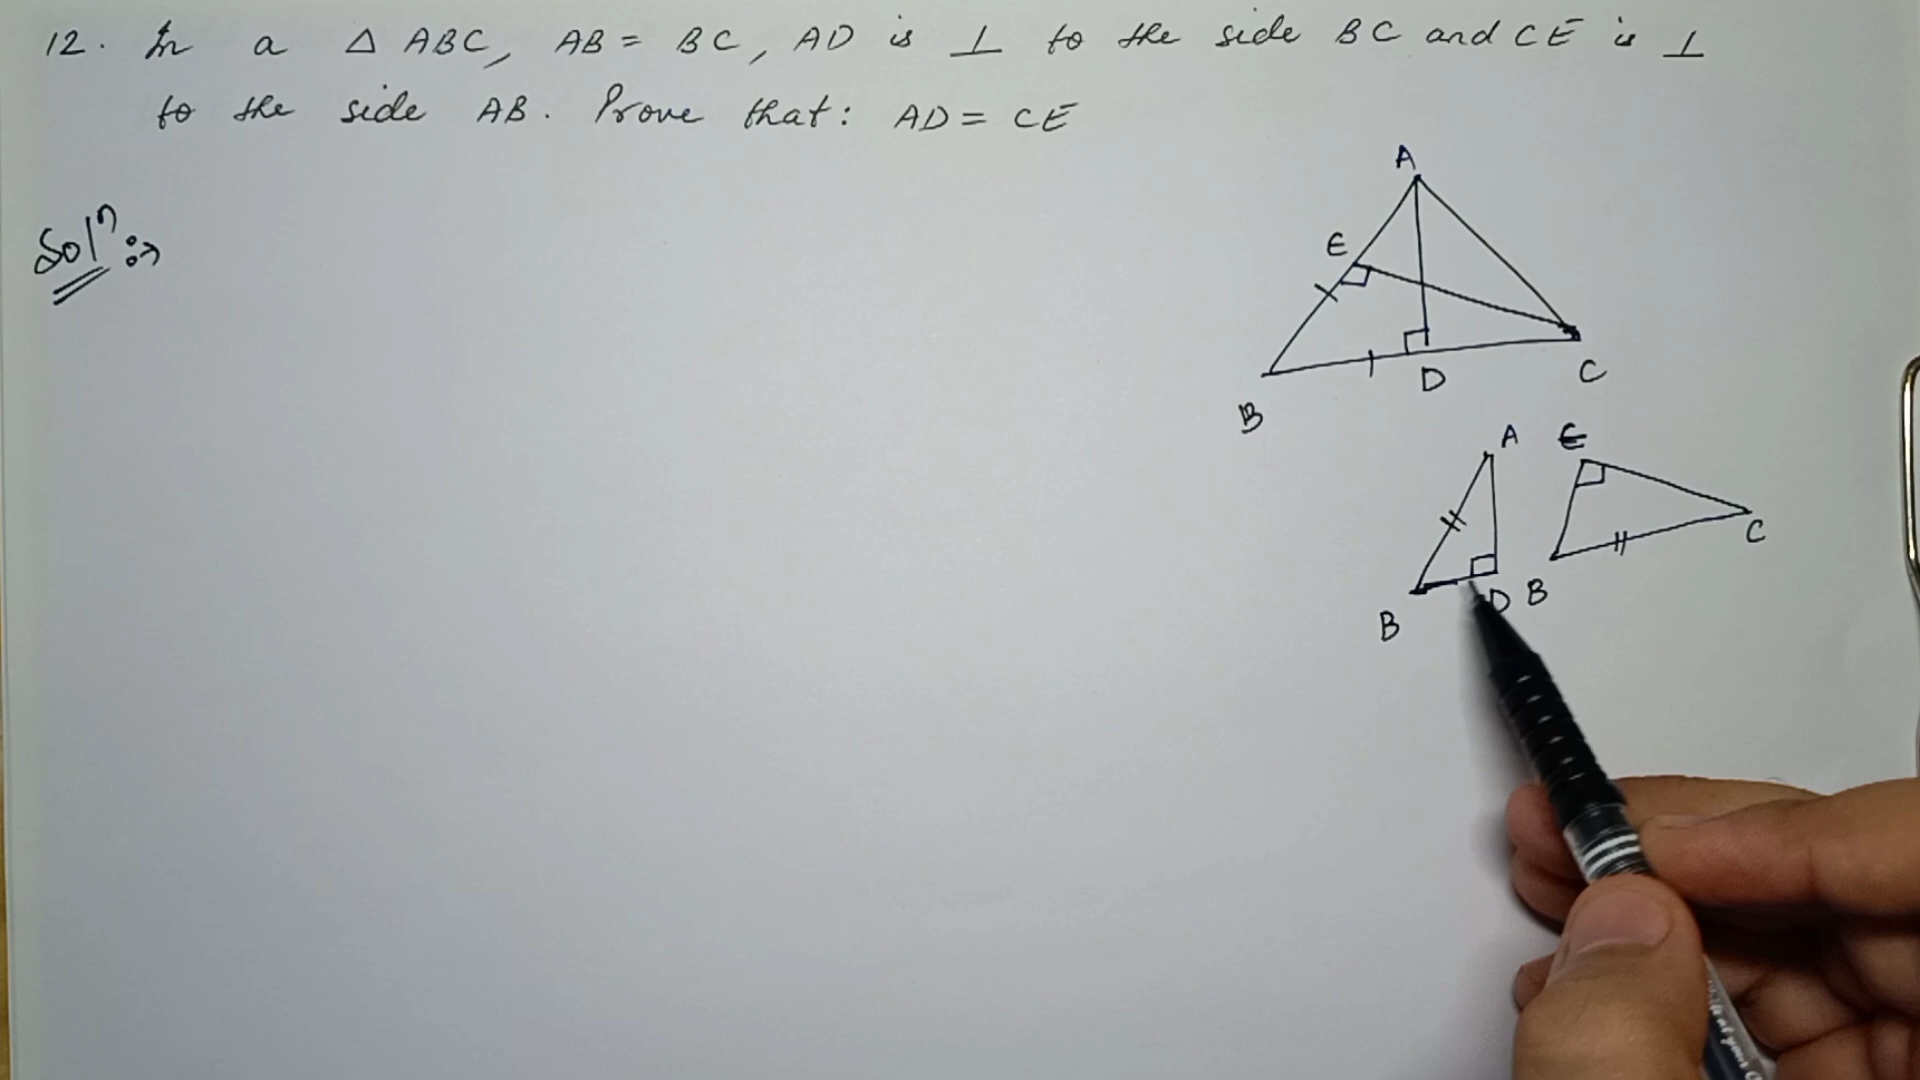 12. In a △ ABC, AB = BC, AD is ⊥ to the side BC and CE is ⊥
to the side AB. Prove that: AD = CE
Solⁿ :→
A
E
D
C
B
A E
C
D B
B